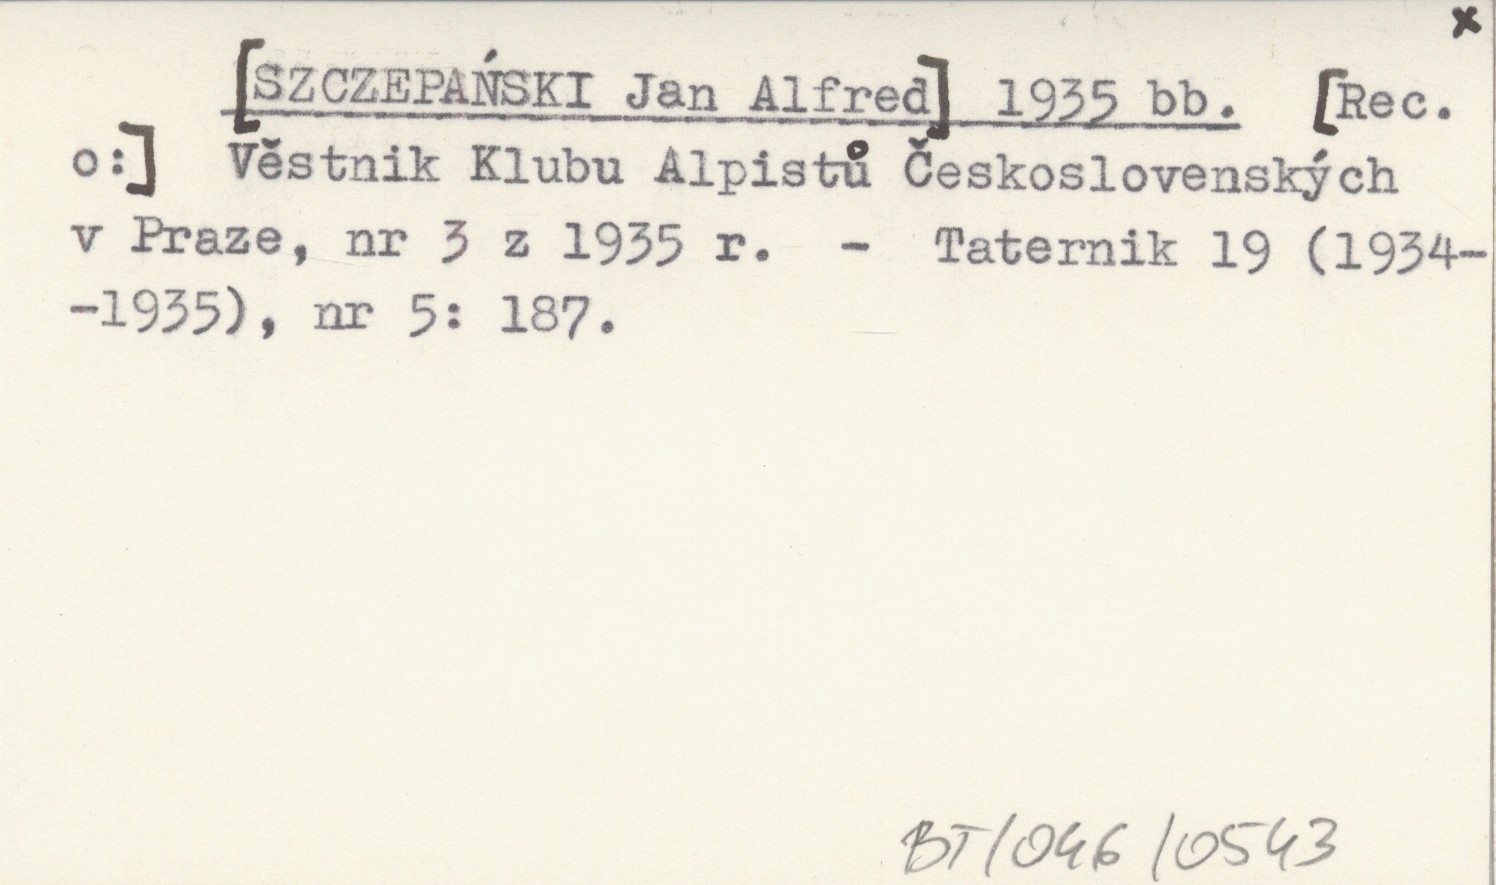 x
[SZCZEPAŃSKI Jan Alfred] 1935 bb. [Rec.
o:] Věstnik Klubu Alpistů Československých
v Praze, nr 3 z 1935 r. - Taternik 19 (1934-
-1935), nr 5: 187.
BT/046/0543